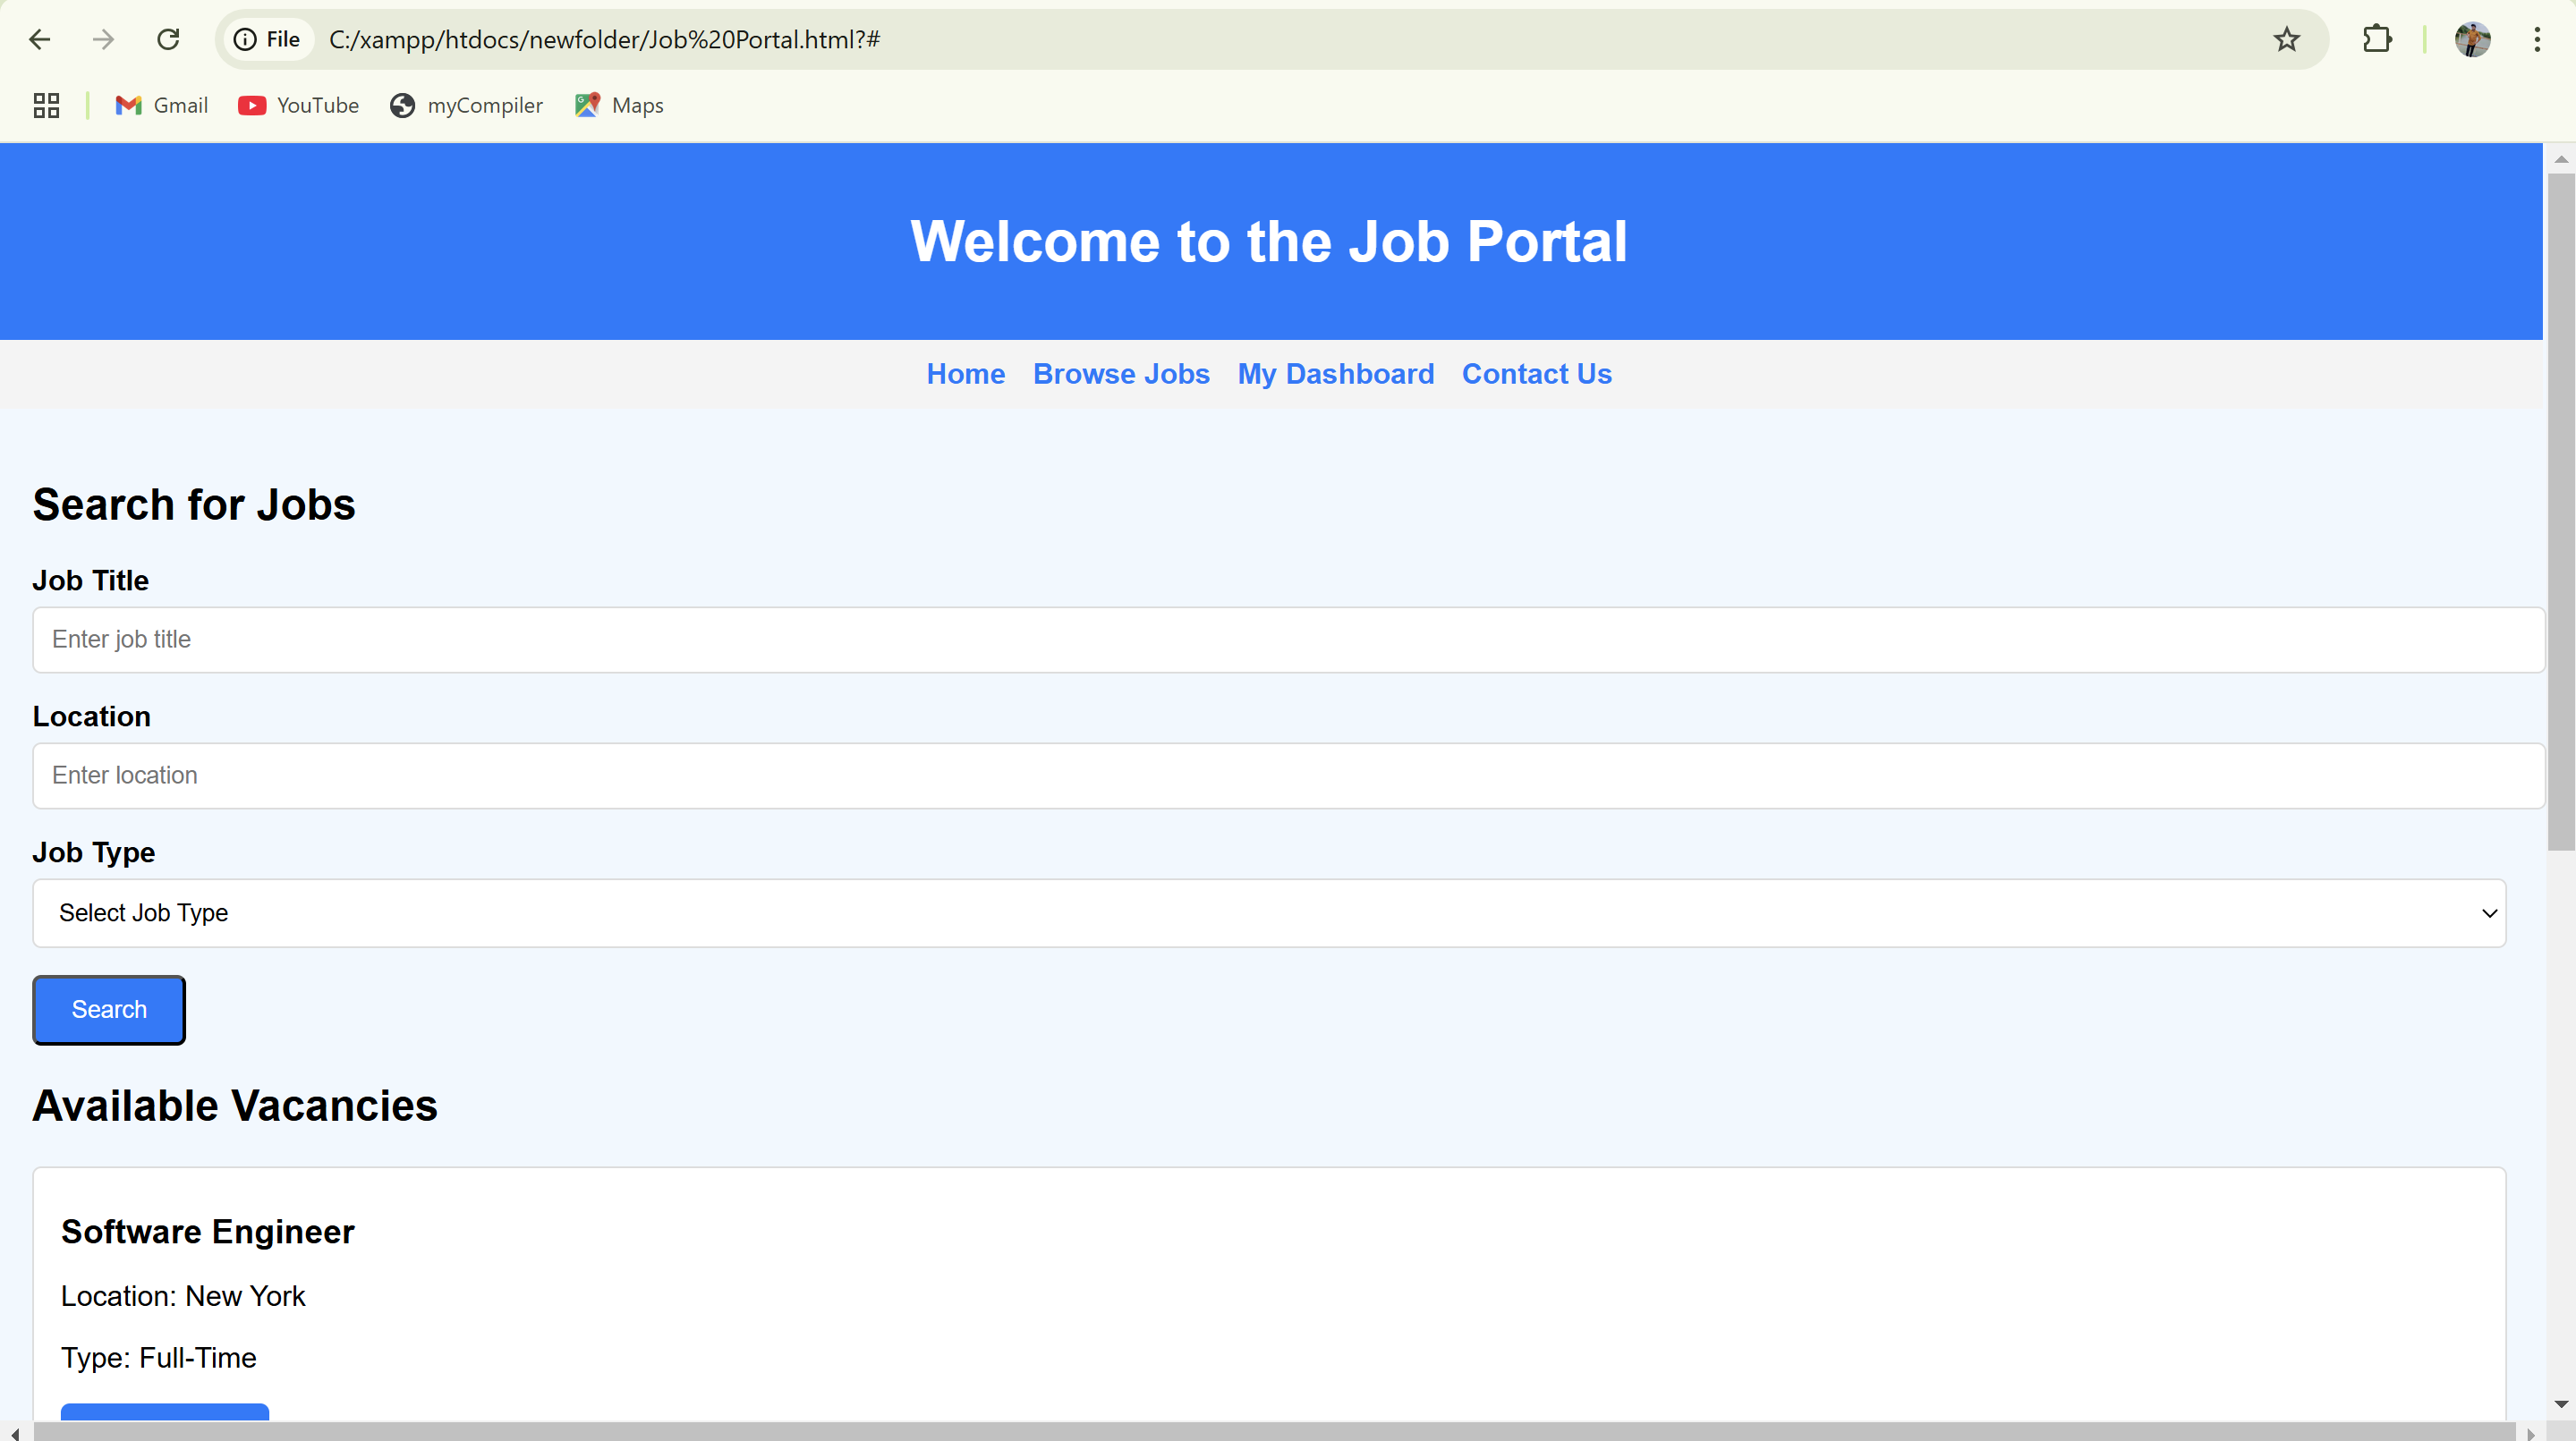 File C:/xampp/htdocs/newfolder/Job%20Portal.html?#
Gmail YouTube myCompiler Maps
Welcome to the Job Portal
Home Browse Jobs My Dashboard Contact Us
Search for Jobs
Job Title
Enter job title
Location
Enter location
Job Type
Select Job Type
Search
Available Vacancies
Software Engineer
Location: New York
Type: Full-Time